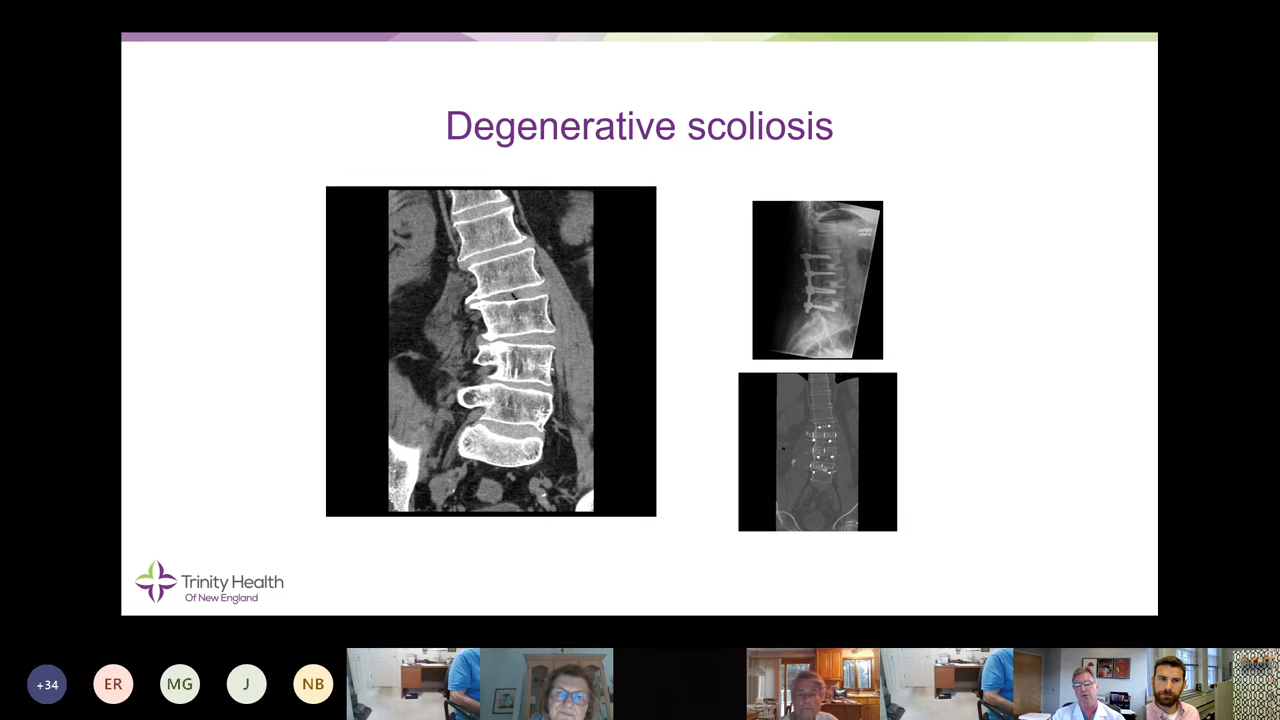 Degenerative scoliosis
Trinity Health
Of New England
+34
ER
MG
J
NB